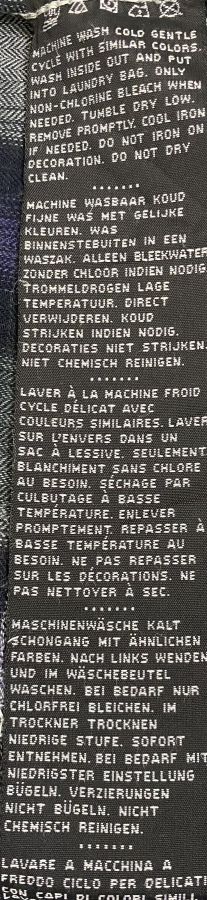 MACHINE WASH COLD GENTLE
CYCLE WITH SIMILAR COLORS.
WASH INSIDE OUT AND PUT
INTO LAUNDRY BAG. ONLY
NON-CHLORINE BLEACH WHEN
NEEDED. TUMBLE DRY LOW.
REMOVE PROMPTLY. COOL IRON
IF NEEDED. DO NOT IRON ON
DECORATION. DO NOT DRY
CLEAN.
.......
MACHINE WASBAAR KOUD
FIJNE WAS MET GELIJKE
KLEUREN. WAS
BINNENSTEBUITEN IN EEN
WASZAK. ALLEEN BLEEKWATER
ZONDER CHLOOR INDIEN NODIG.
TROMMELDROGEN LAGE
TEMPERATUUR. DIRECT
VERWIJDEREN. KOUD
STRIJKEN INDIEN NODIG.
DECORATIES NIET STRIJKEN.
NIET CHEMISCH REINIGEN.
.......
LAVER À LA MACHINE FROID
CYCLE DÉLICAT AVEC
COULEURS SIMILAIRES. LAVER
SUR L'ENVERS DANS UN
SAC À LESSIVE. SEULEMENT
BLANCHIMENT SANS CHLORE
AU BESOIN. SÉCHAGE PAR
CULBUTAGE À BASSE
TEMPÉRATURE. ENLEVER
PROMPTEMENT. REPASSER À
BASSE TEMPÉRATURE AU
BESOIN. NE PAS REPASSER
SUR LES DÉCORATIONS. NE
PAS NETTOYER À SEC.
.......
MASCHINENWÄSCHE KALT
SCHONGANG MIT ÄHNLICHEN
FARBEN. NACH LINKS WENDEN
UND IM WÄSCHEBEUTEL
WASCHEN. BEI BEDARF NUR
CHLORFREI BLEICHEN. IM
TROCKNER TROCKNEN
NIEDRIGE STUFE. SOFORT
ENTNEHMEN. BEI BEDARF MIT
NIEDRIGSTER EINSTELLUNG
BÜGELN. VERZIERUNGEN
NICHT BÜGELN. NICHT
CHEMISCH REINIGEN.
.......
LAVARE A MACCHINA A
FREDDO CICLO PER DELICATI
CON CAPI DI COLORI SIMILI.